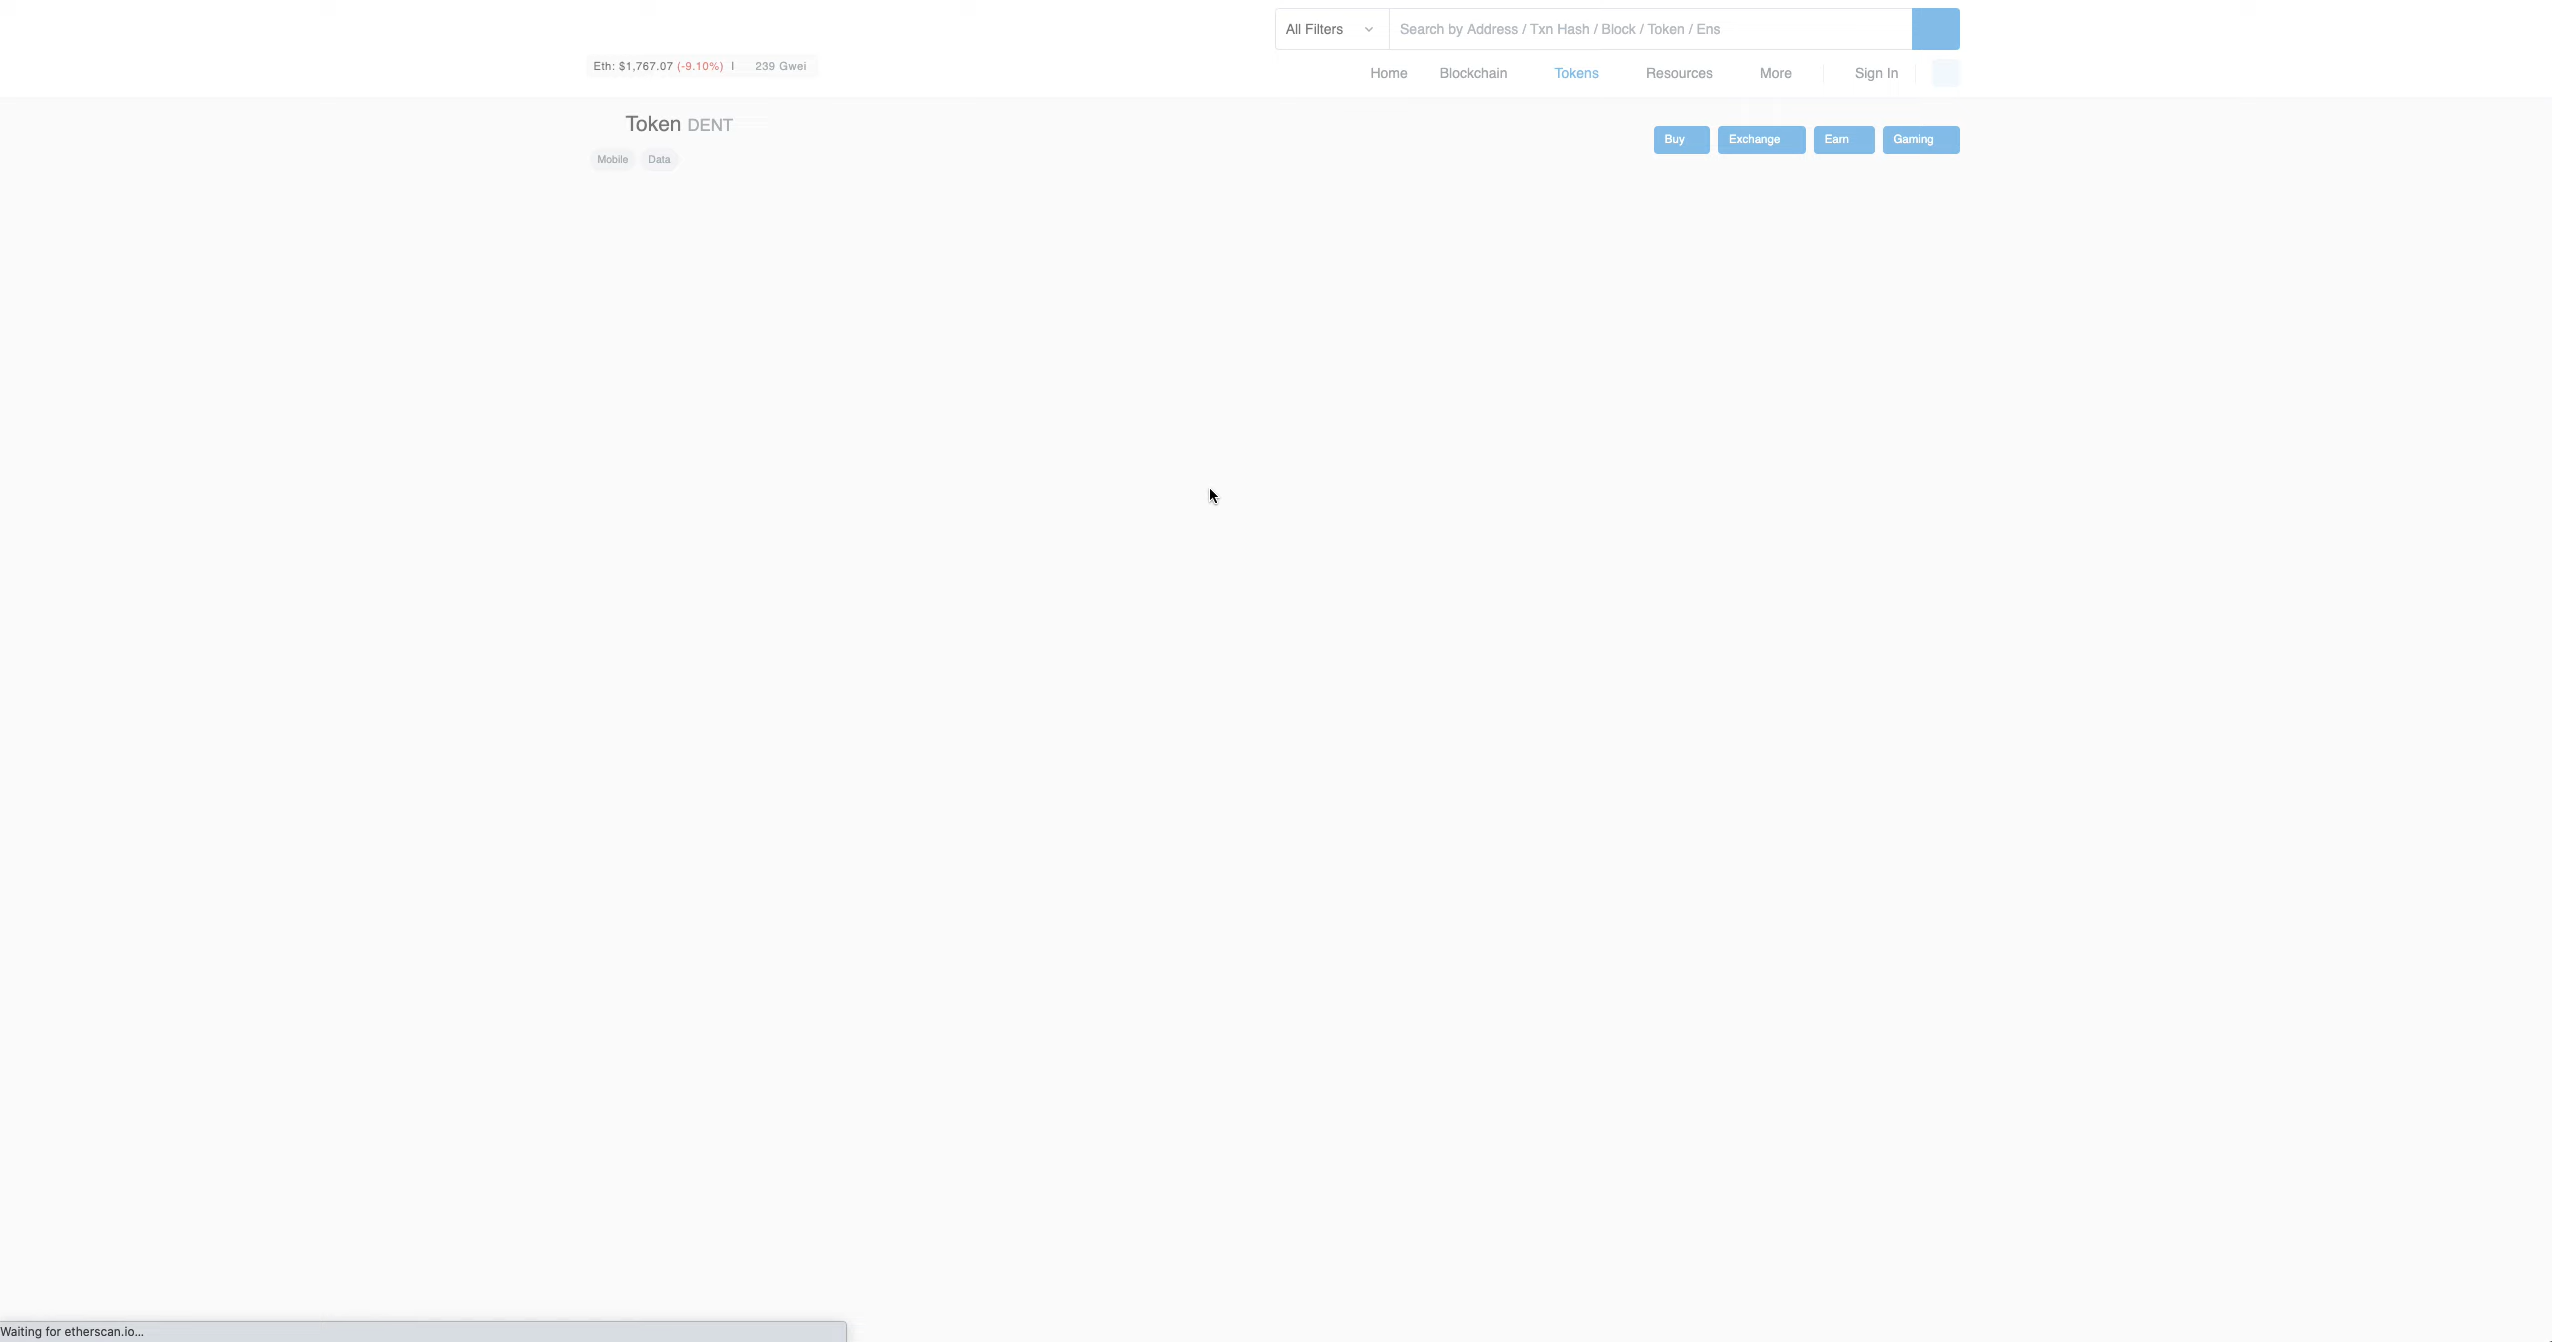 All Filters
Search by Address / Txn Hash / Block / Token / Ens
Eth: $1,767.07 (-9.10%) | 239 Gwei
Home Blockchain Tokens Resources More Sign In
Token DENT
Buy Exchange Earn Gaming
Mobile Data
Waiting for etherscan.io...